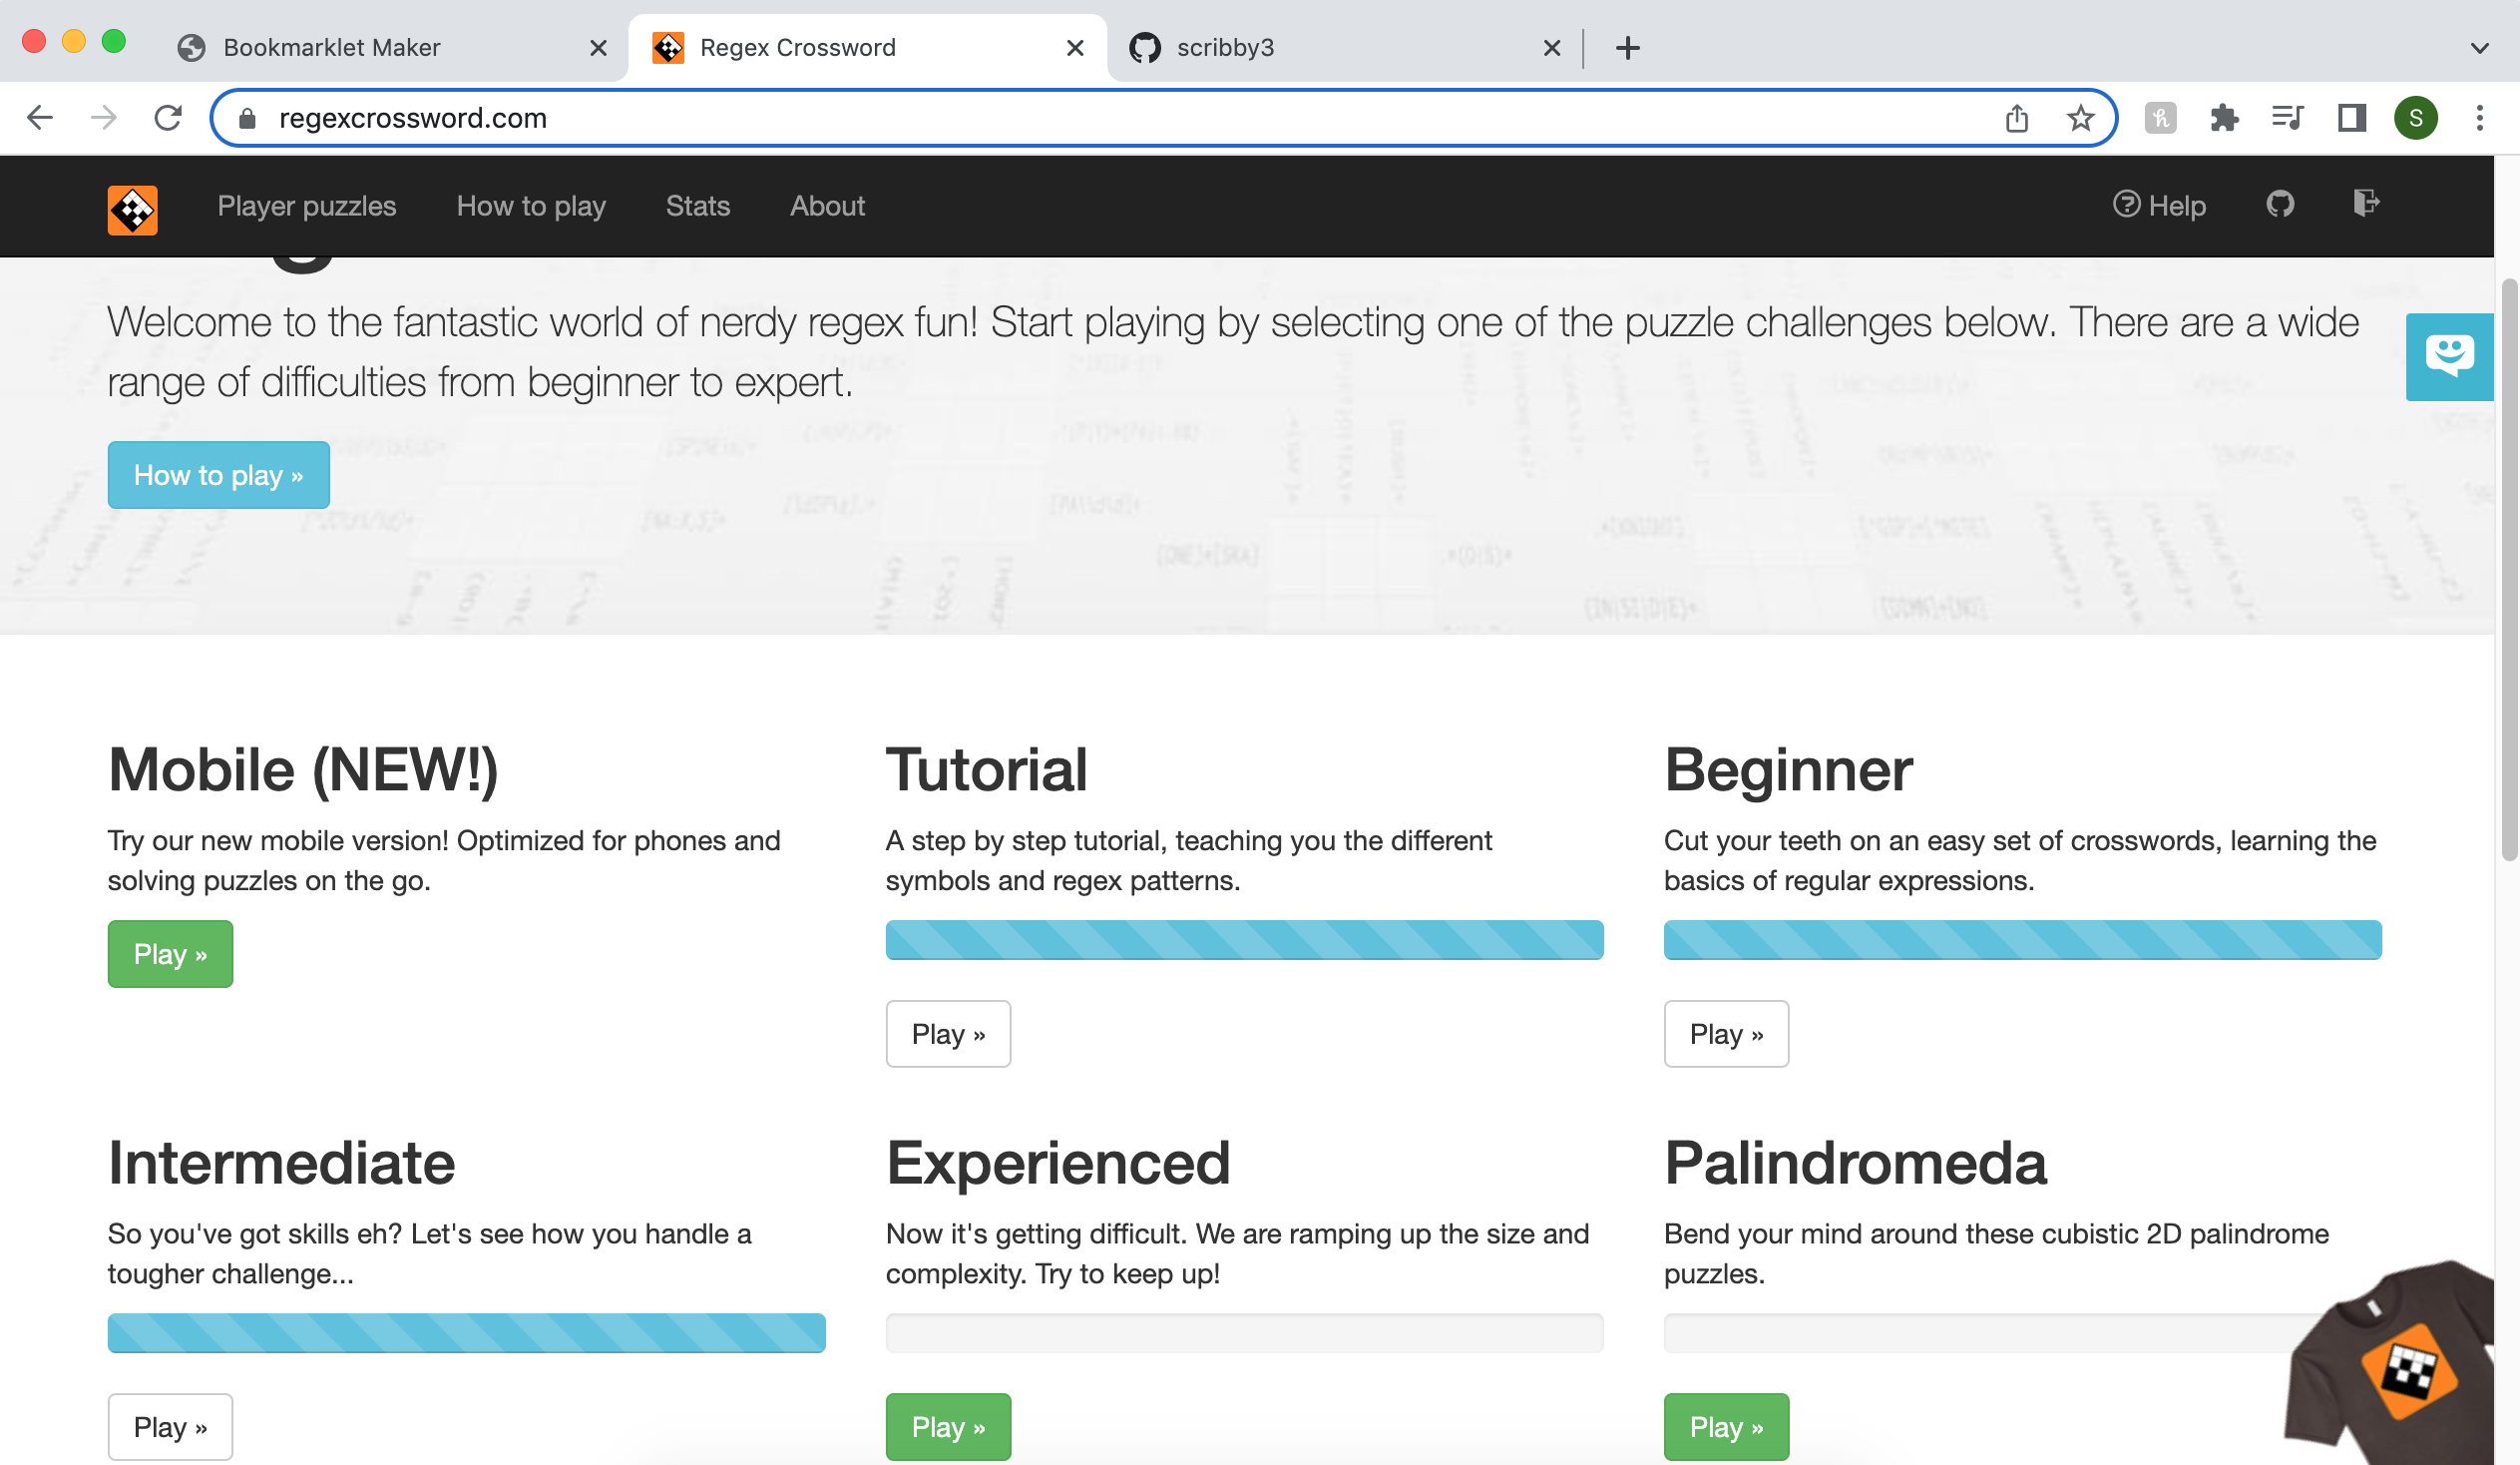 Bookmarklet Maker
Regex Crossword
scribby3
regexcrossword.com
S
Player puzzles
How to play
Stats
About
Help
Welcome to the fantastic world of nerdy regex fun! Start playing by selecting one of the puzzle challenges below. There are a wide
range of difficulties from beginner to expert.
How to play »
Mobile (NEW!)
Try our new mobile version! Optimized for phones and
solving puzzles on the go.
Play »
Tutorial
A step by step tutorial, teaching you the different
symbols and regex patterns.
Play »
Beginner
Cut your teeth on an easy set of crosswords, learning the
basics of regular expressions.
Play »
Intermediate
So you've got skills eh? Let's see how you handle a
tougher challenge...
Play »
Experienced
Now it's getting difficult. We are ramping up the size and
complexity. Try to keep up!
Play »
Palindromeda
Bend your mind around these cubistic 2D palindrome
puzzles.
Play »